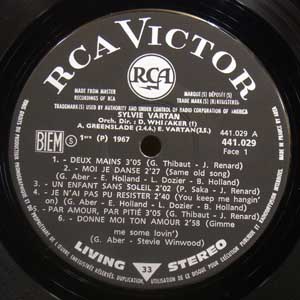 RCA VICTOR
MADE FROM MASTER
RECORDINGS OF RCA
RCA
MARQUE(S) DÉPOSÉE(S)
TRADE MARK(S) REGISTERED
TRADEMARK(S) USED BY AUTHORITY AND UNDER CONTROL OF RADIO CORPORATION OF AMERICA
SYLVIE VARTAN
Orch. Dir : D. WHITAKER (1)
A. GREENSLADE (2.4.6.) E. VARTAN (3.5.)
441.029 A
BIEM
S
1ère (P) 1967
441.029
Face 1
1. - DEUX MINS 3'05 (G. Thibaut - J. Renard)
2. - MOI JE DANSE 2'27 (Same old song)
(G. Aber - E. Holland - L. Dozier - B. Holland)
3. - UN ENFANT SANS SOLEIL 2'02 (P. Saka - J. Renard)
4. - JE N'AI PAS PU RESISTER 2'40 (You keep me hangin' on)
(G. Aber - E. Holland - L. Dozier - B. Holland)
5. - PAR AMOUR, PAR PITIÉ 3'05 (G. Thibaut - J. Renard)
6. - DONNE MOI TON AMOUR 2'58 (Gimme me some lovin')
(G. Aber - Stevie Winwood)
LIVING 33 STEREO